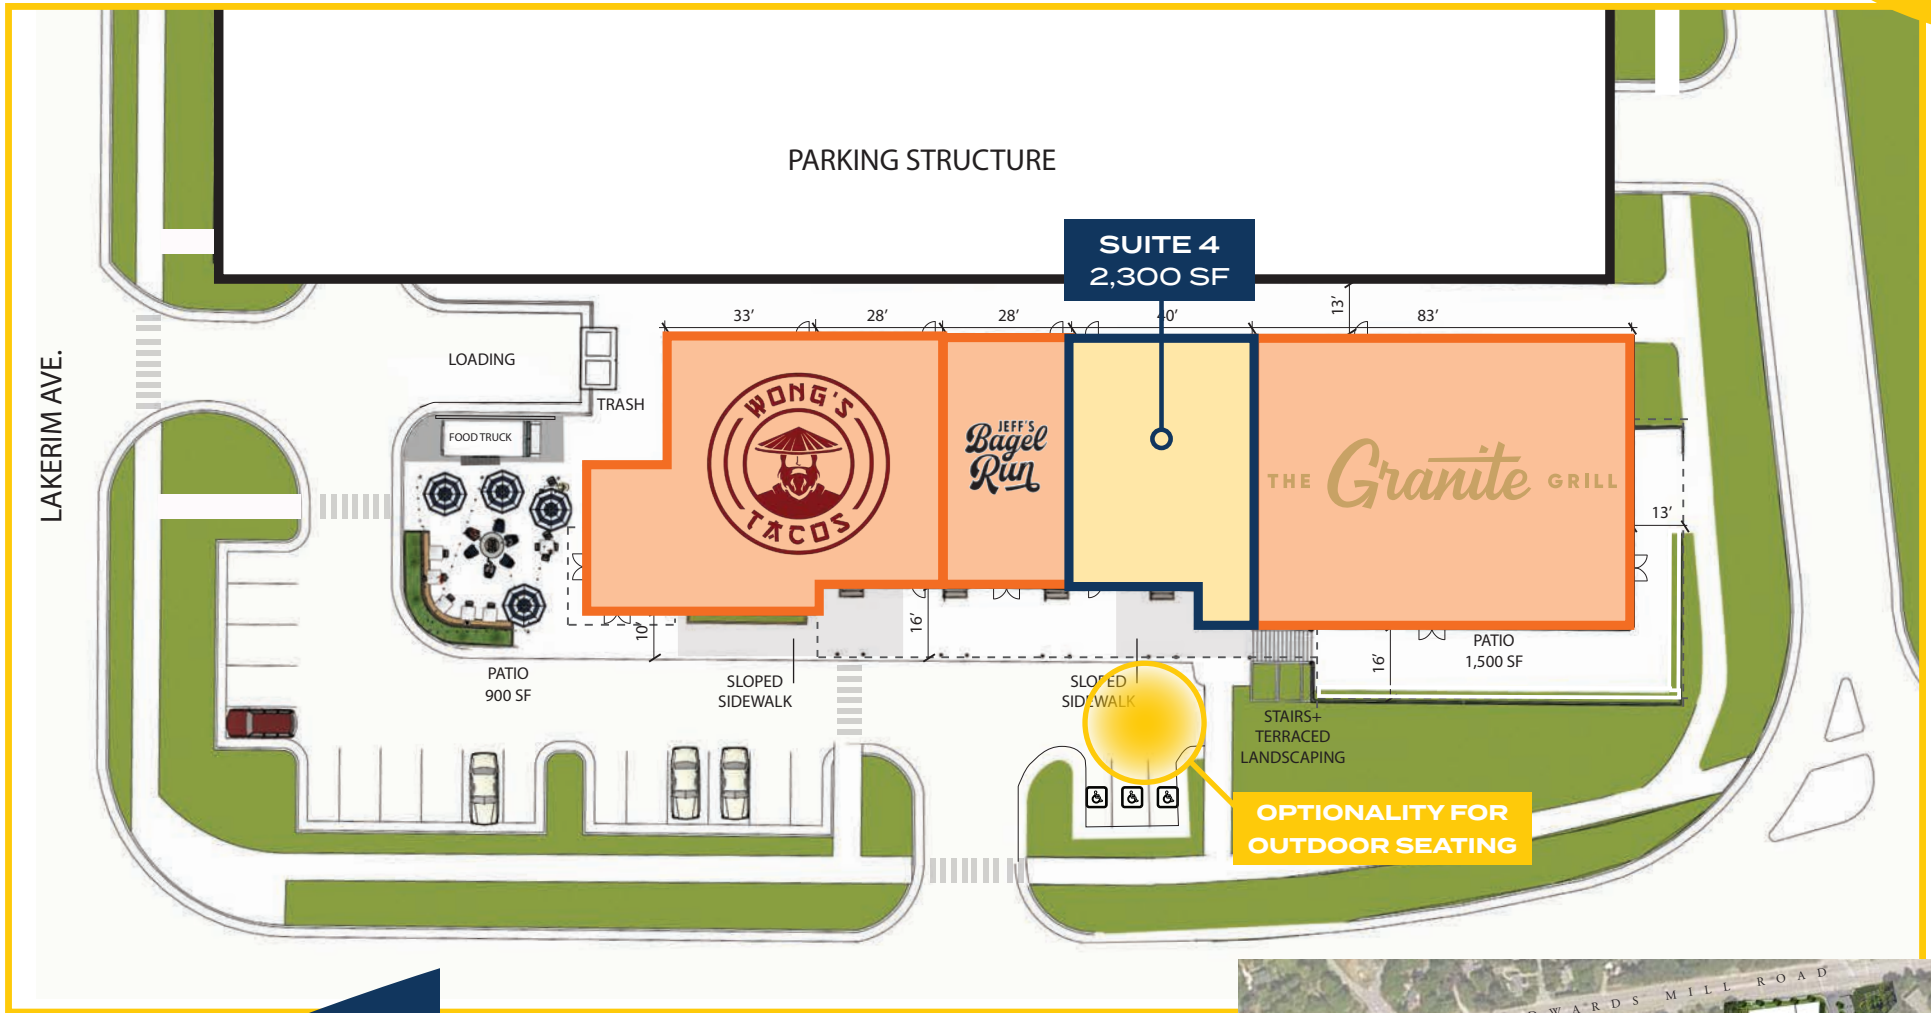 PARKING STRUCTURE
SUITE 4
2,300 SF
33'
28'
28'
40'
13'
83'
LOADING
TRASH
FOOD TRUCK
LAKERIM AVE.
WONG'S
TACOS
JEFF'S
Bagel
Run
THE Granite GRILL
13'
10'
16'
16'
PATIO
1,500 SF
PATIO
900 SF
SLOPED
SIDEWALK
SLOPED
SIDEWALK
STAIRS+
TERRACED
LANDSCAPING
OPTIONALITY FOR
OUTDOOR SEATING
MILL ROAD